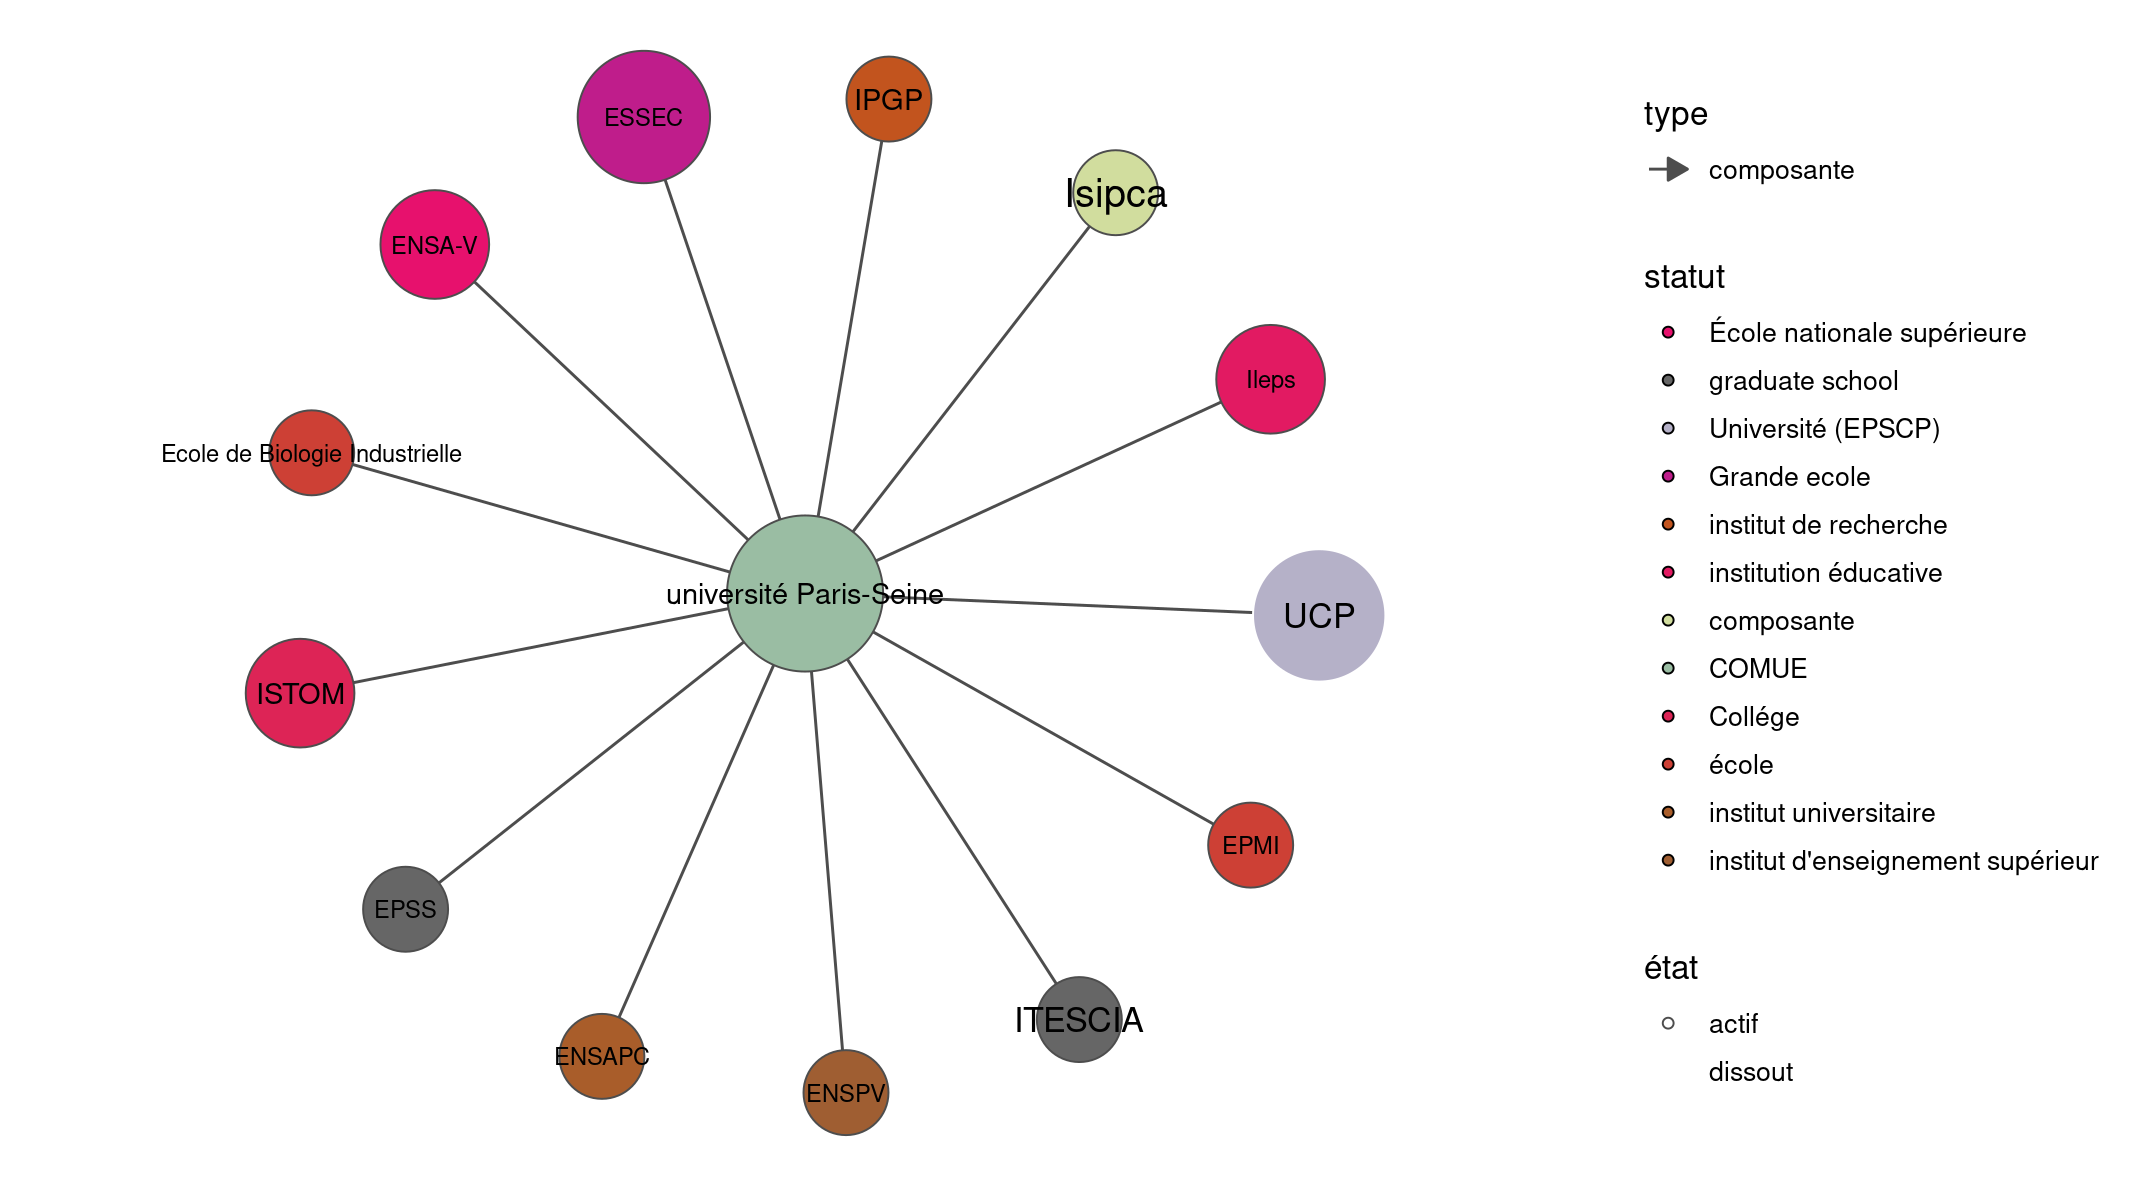 ESSEC
IPGP
Isipca
ENSA-V
Ileps
Ecole de Biologie Industrielle
université Paris-Seine
UCP
ISTOM
EPMI
EPSS
ITESCIA
ENSAPC
ENSPV
type
composante
statut
École nationale supérieure
graduate school
Université (EPSCP)
Grande ecole
institut de recherche
institution éducative
composante
COMUE
Collége
école
institut universitaire
institut d'enseignement supérieur
état
actif
dissout